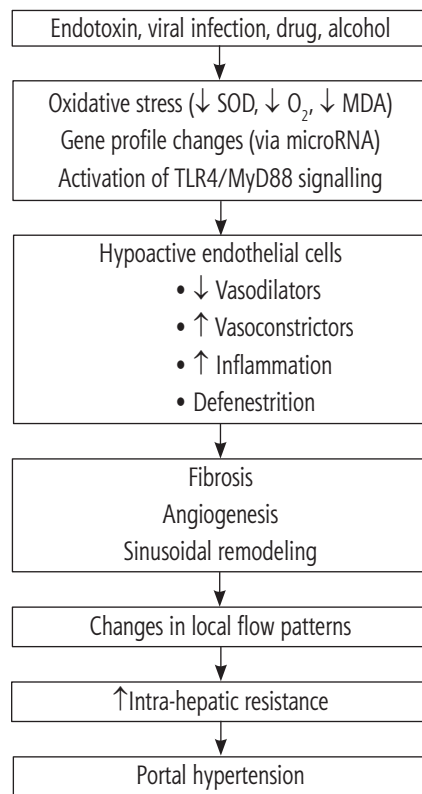 Endotoxin, viral infection, drug, alcohol
Oxidative stress (↓ SOD, ↓ O₂, ↓ MDA)
Gene profile changes (via microRNA)
Activation of TLR4/MyD88 signalling
Hypoactive endothelial cells
• ↓ Vasodilators
• ↑ Vasoconstrictors
• ↑ Inflammation
• Defenestrition
Fibrosis
Angiogenesis
Sinusoidal remodeling
Changes in local flow patterns
↑Intra-hepatic resistance
Portal hypertension